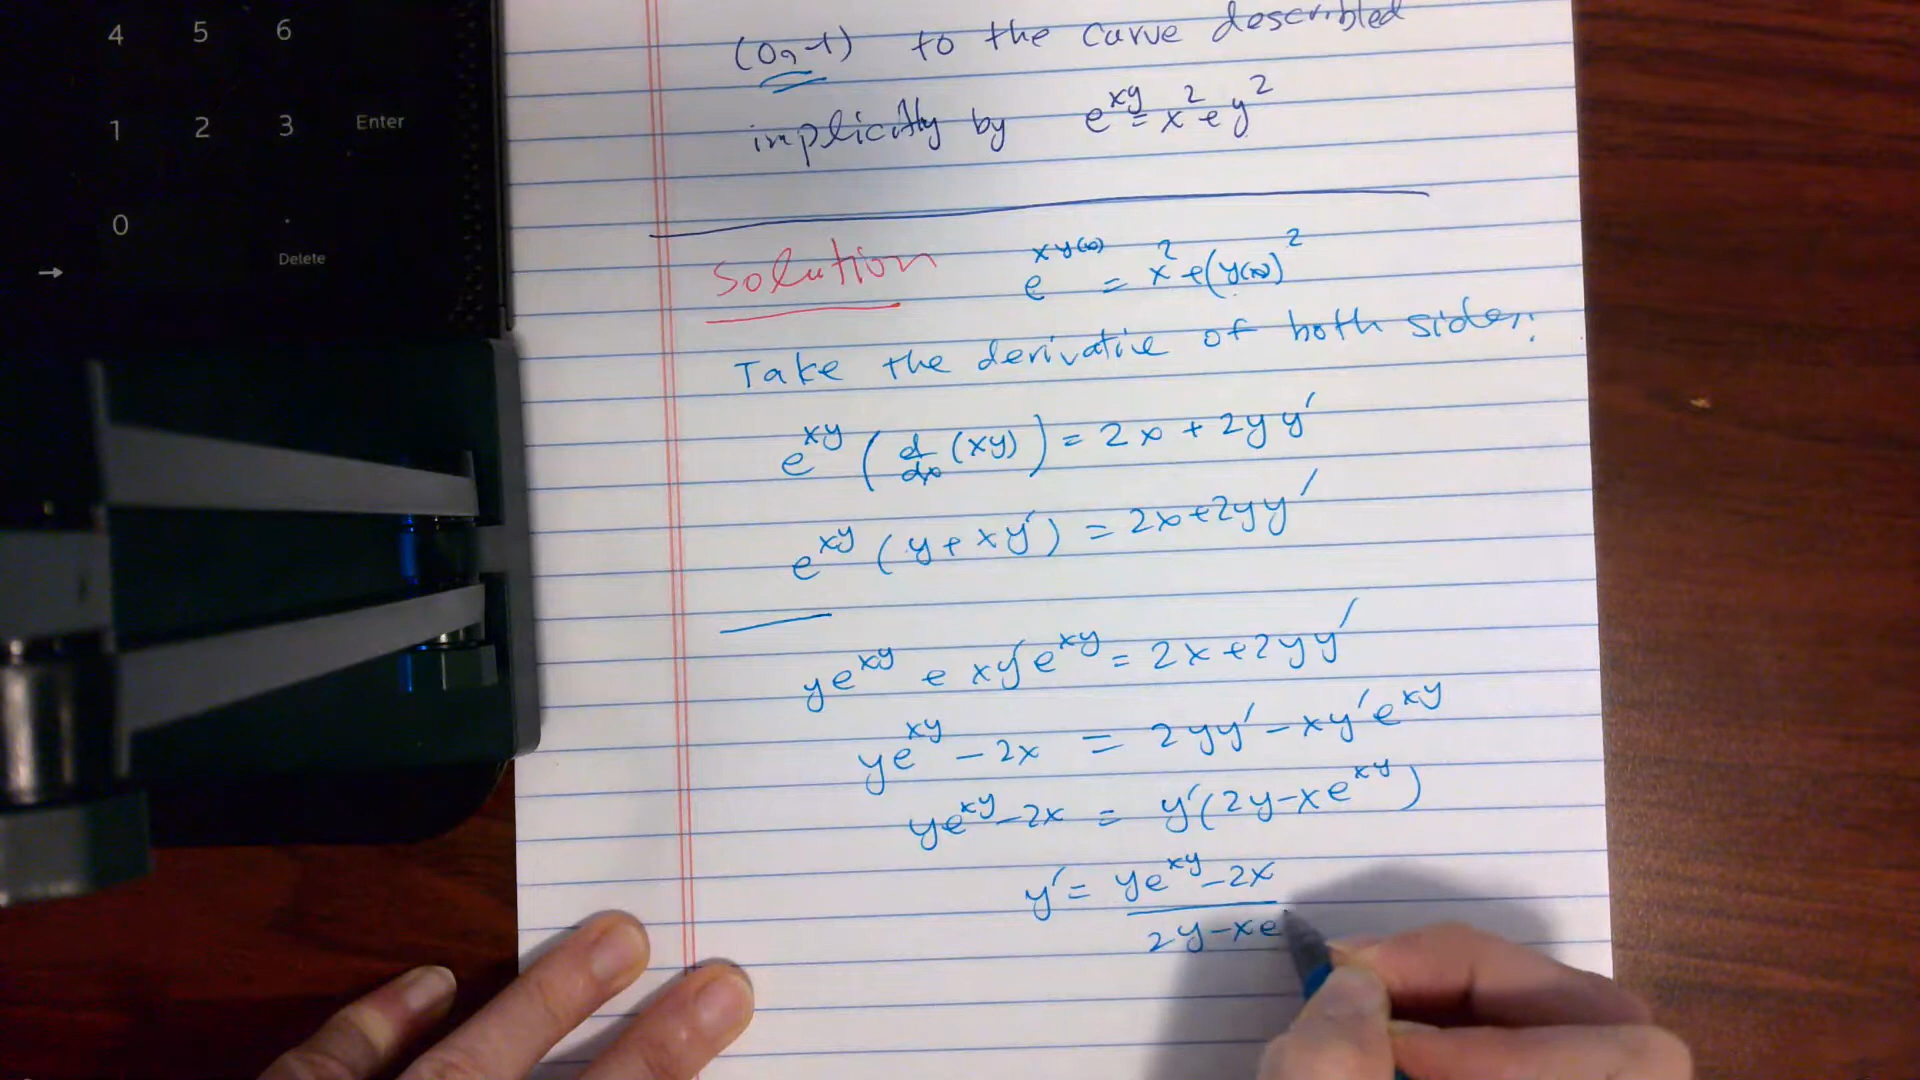 4 5 6
1 2 3 Enter
0 .
Delete
→
(0,-1) to the curve described
implicitly by e^{xy} = x^2 + y^2
Solution e^{xy(x)} = x^2 + (y(x))^2
Take the derivative of both sides:
e^{xy} ( d/dx (xy) ) = 2x + 2yy'
e^{xy} (y + xy') = 2x + 2yy'
ye^{xy} + xy'e^{xy} = 2x + 2yy'
ye^{xy} - 2x = 2yy' - xy'e^{xy}
ye^{xy} - 2x = y'(2y - xe^{xy})
y' = ye^{xy} - 2x
2y - xe